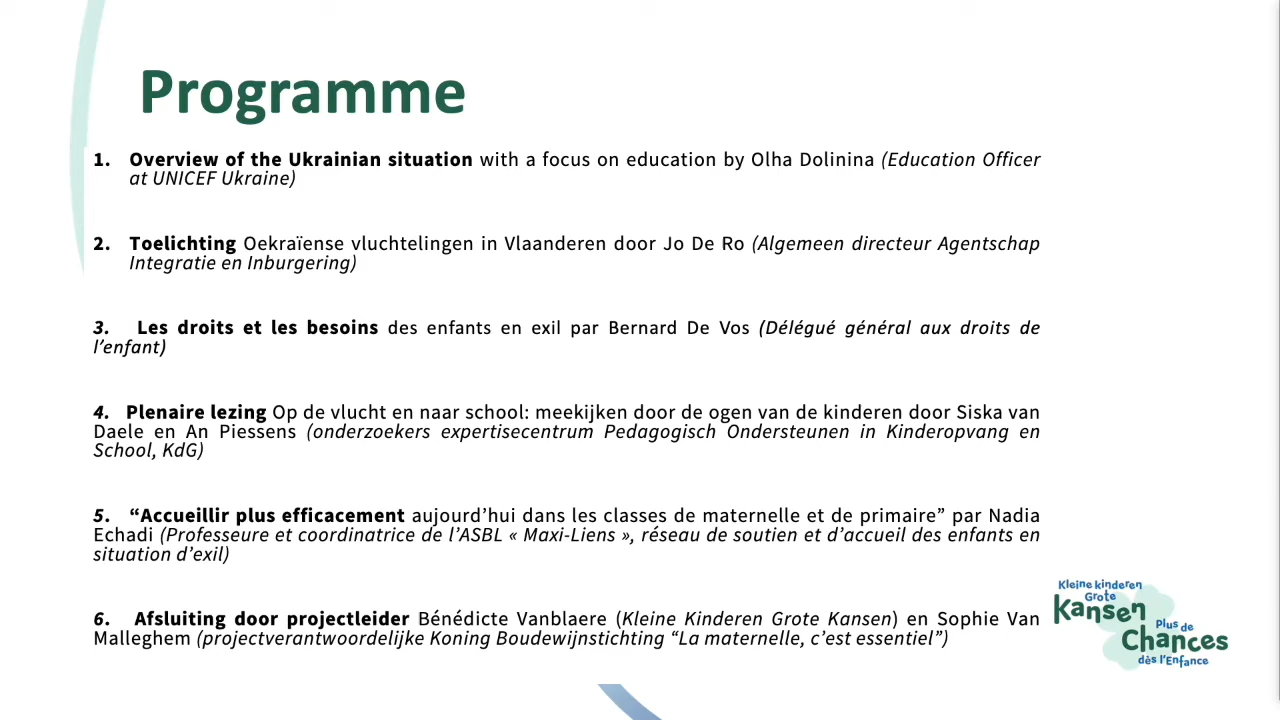 Programme
1. Overview of the Ukrainian situation with a focus on education by Olha Dolinina (Education Officer
at UNICEF Ukraine)
2. Toelichting Oekraïense vluchtelingen in Vlaanderen door Jo De Ro (Algemeen directeur Agentschap
Integratie en Inburgering)
3. Les droits et les besoins des enfants en exil par Bernard De Vos (Délégué général aux droits de
l’enfant)
4. Plenaire lezing Op de vlucht en naar school: meekijken door de ogen van de kinderen door Siska van
Daele en An Piessens (onderzoekers expertisecentrum Pedagogisch Ondersteunen in Kinderopvang en
School, KdG)
5. “Accueillir plus efficacement aujourd’hui dans les classes de maternelle et de primaire” par Nadia
Echadi (Professeure et coordinatrice de l’ASBL « Maxi-Liens », réseau de soutien et d’accueil des enfants en
situation d’exil)
6. Afsluiting door projectleider Bénédicte Vanblaere (Kleine Kinderen Grote Kansen) en Sophie Van
Malleghem (projectverantwoordelijke Koning Boudewijnstichting “La maternelle, c’est essentiel”)
Kleine kinderen
Grote
Kansen
Plus de
Chances
dès l’Enfance